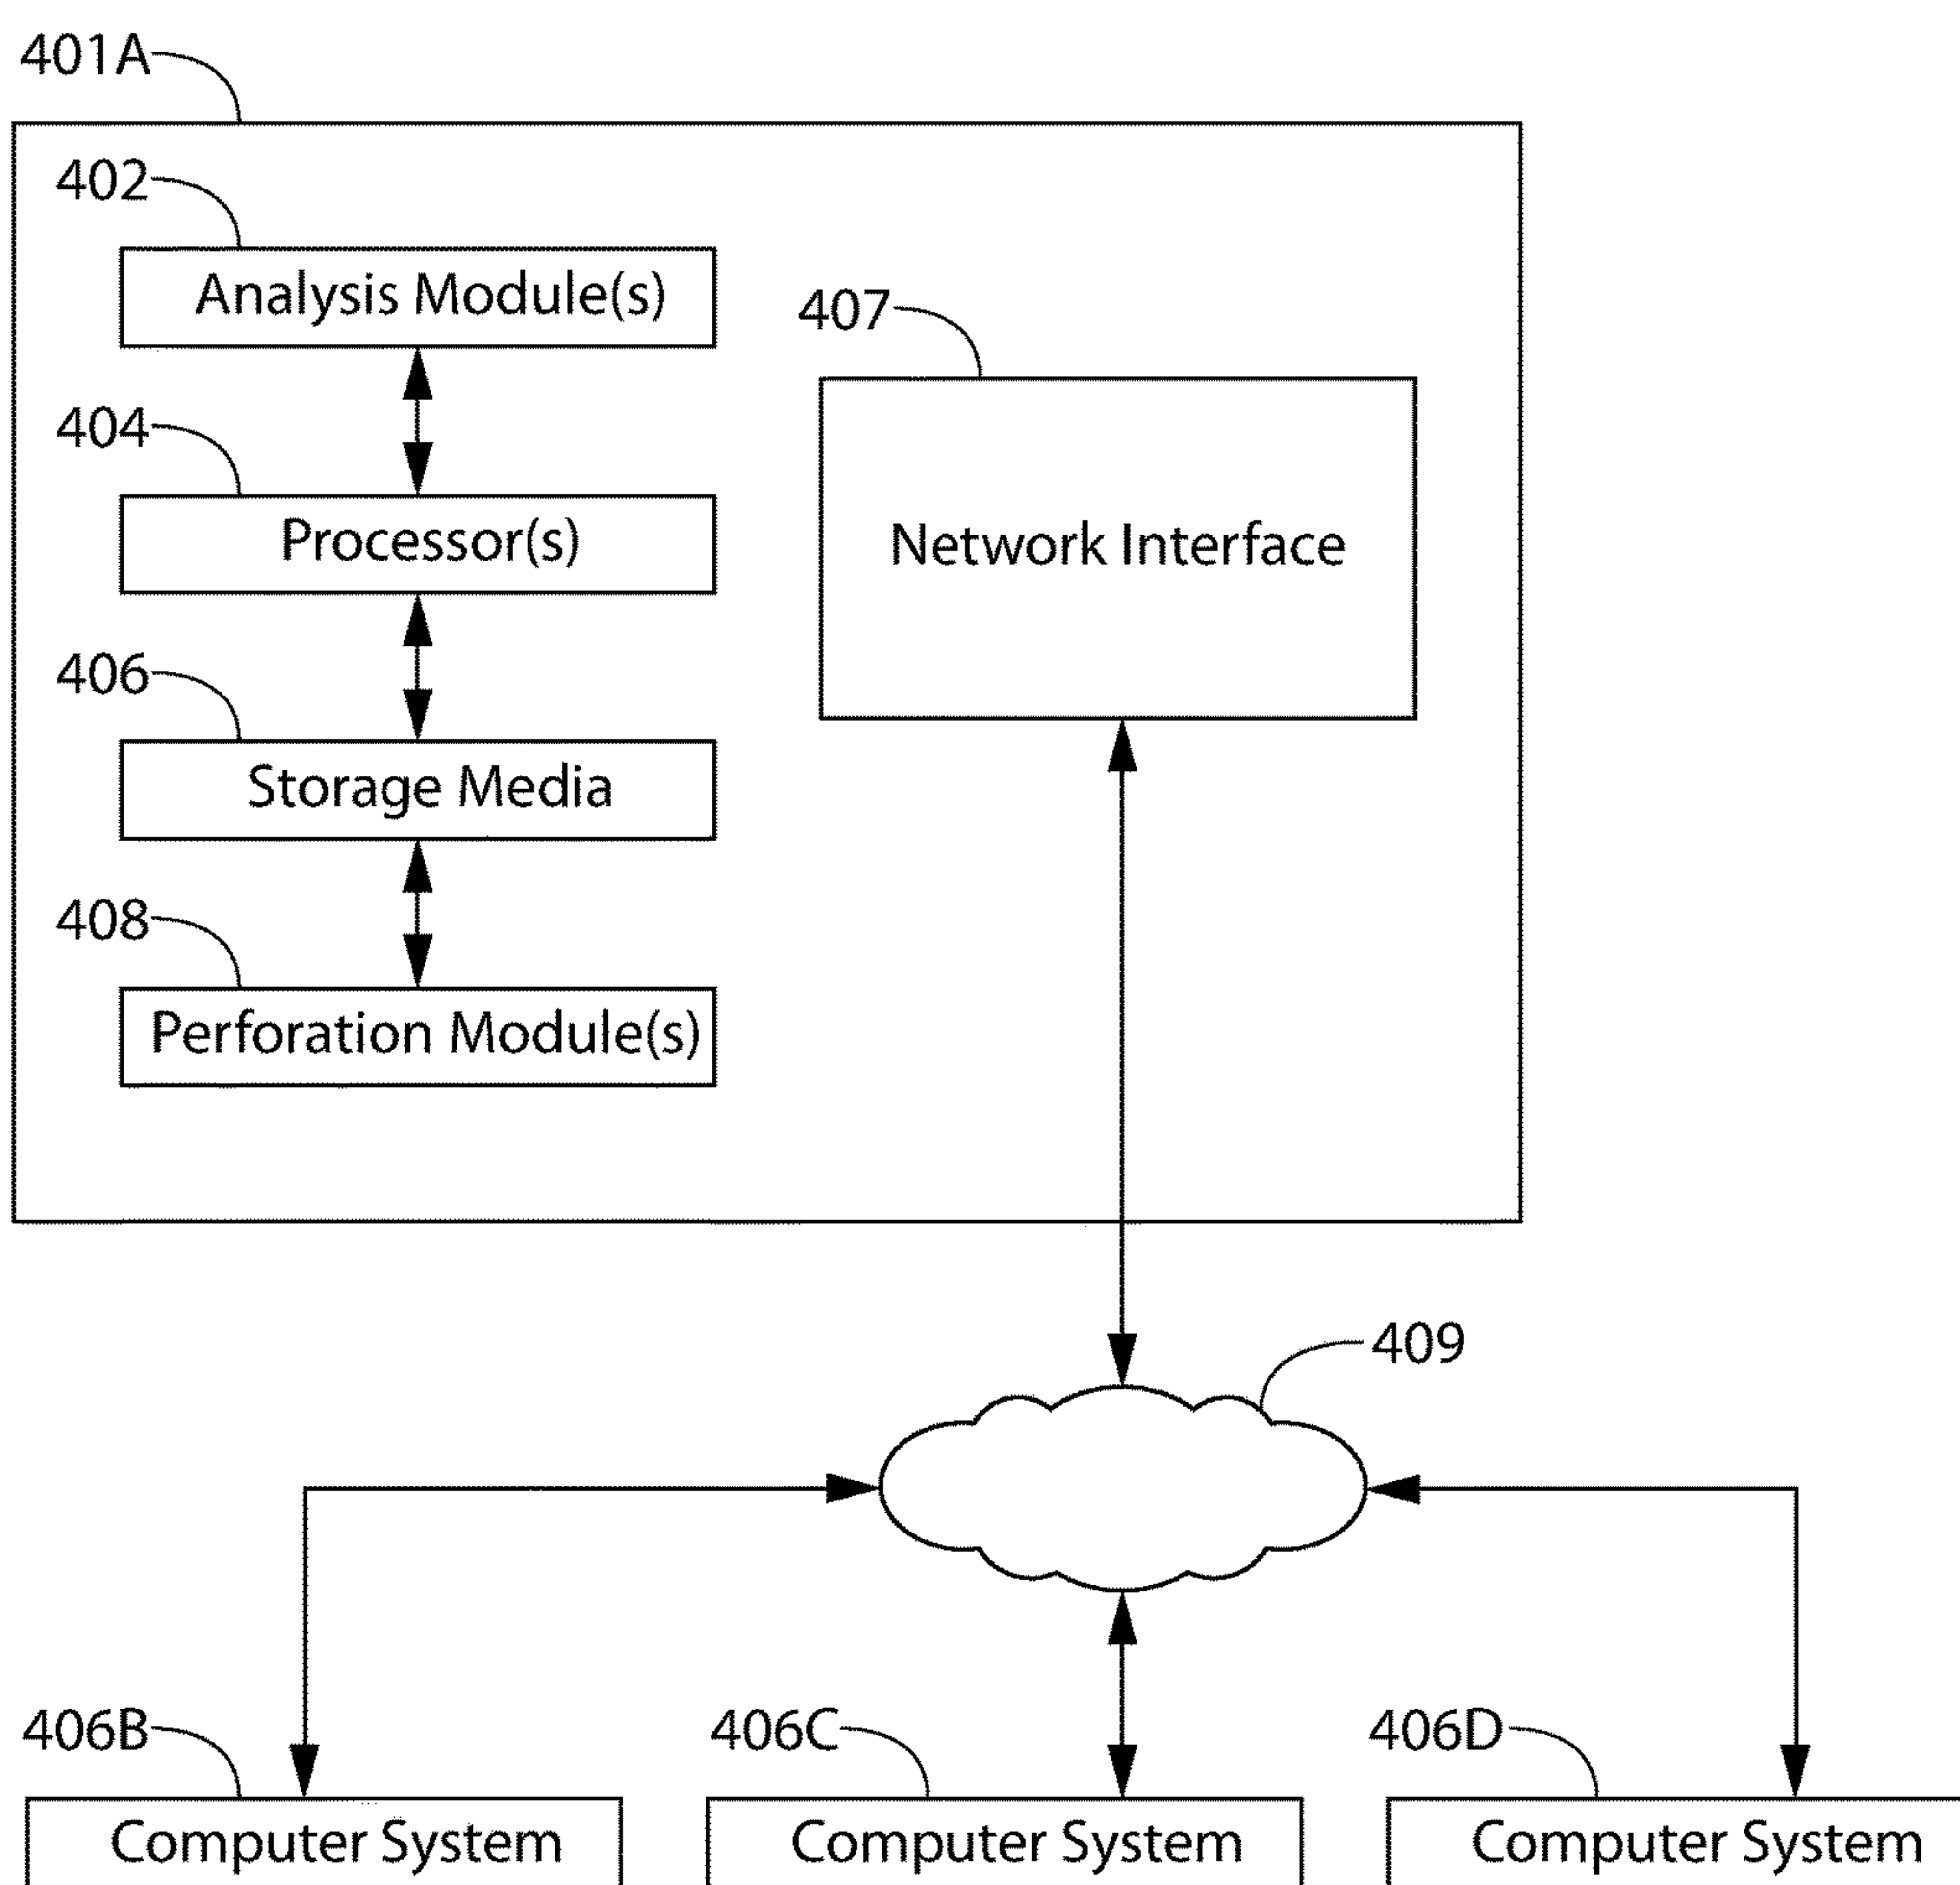 401A
402
Analysis Module(s)
407
404
Processor(s)
Network Interface
406
Storage Media
408
Perforation Module(s)
409
406B
406C
406D
Computer System
Computer System
Computer System